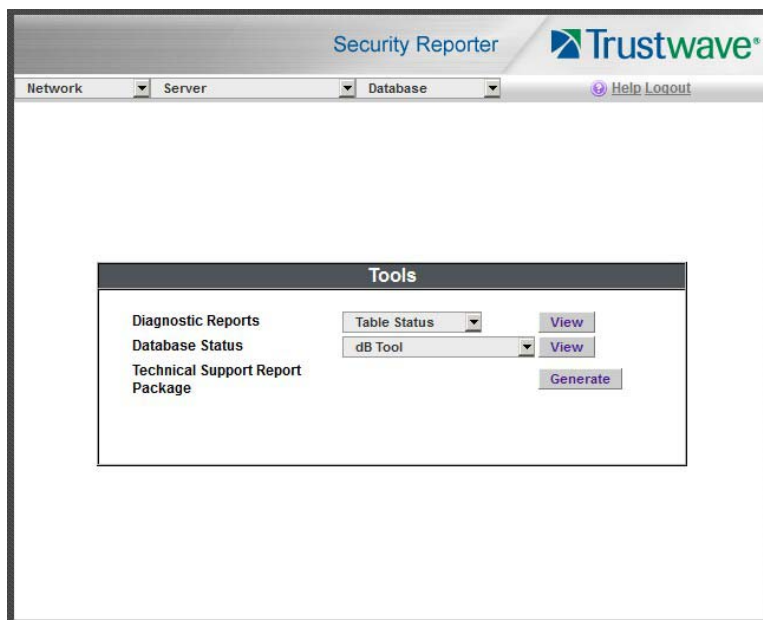 Security Reporter
Trustwave®
Network Server Database Help Logout
Tools
Diagnostic Reports Table Status View
Database Status dB Tool View
Technical Support Report
Package
Generate